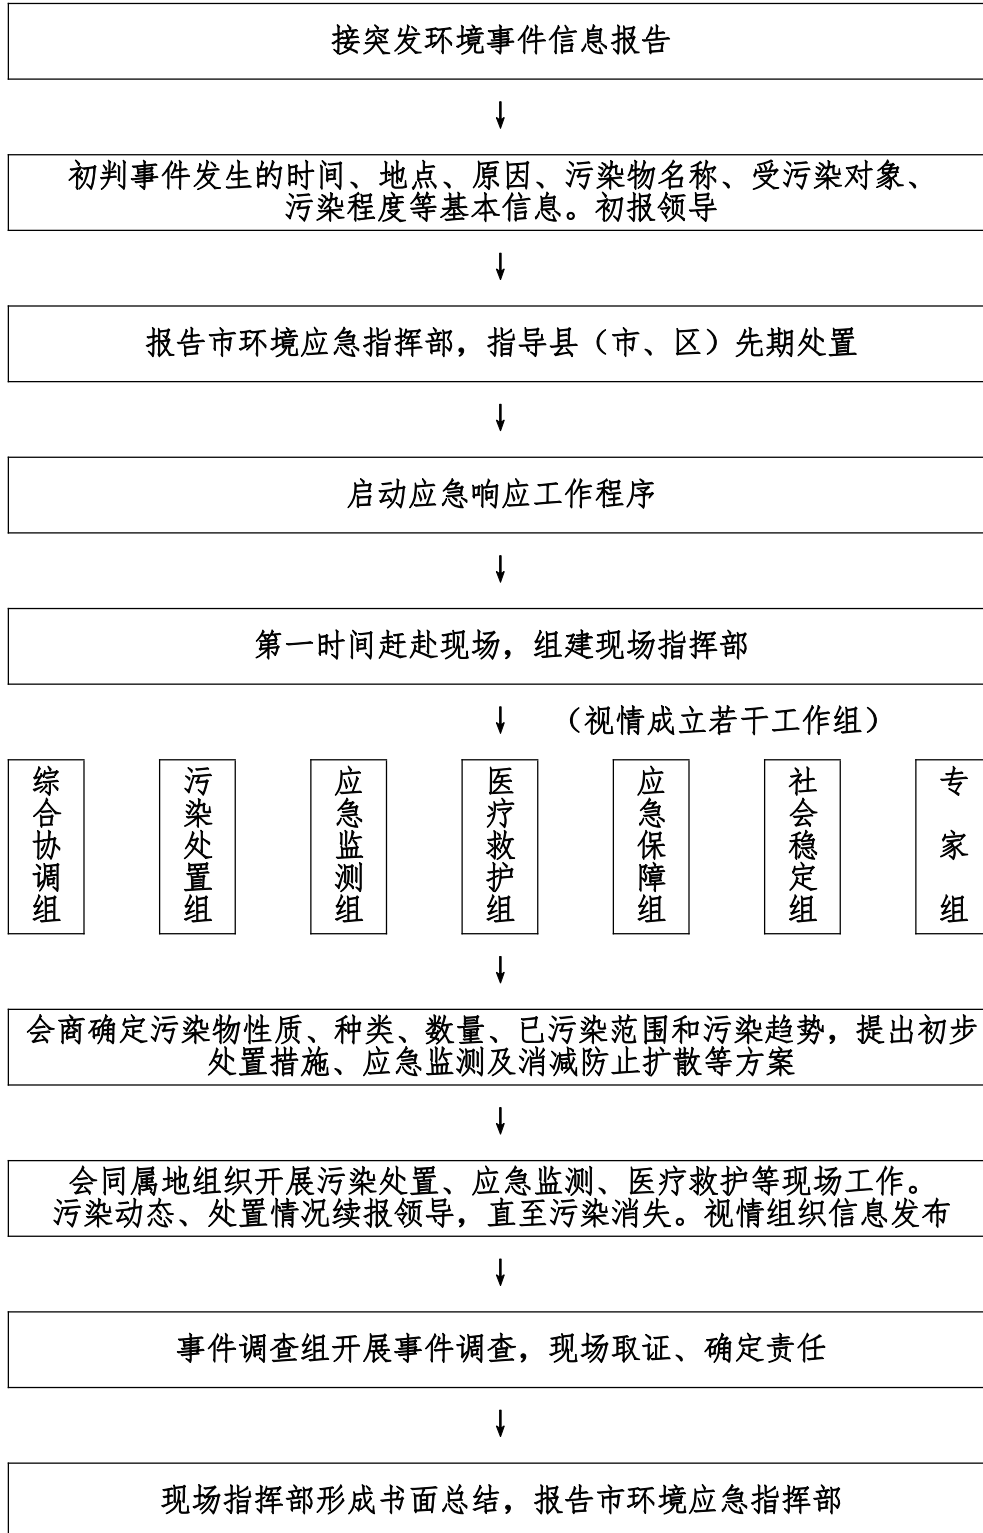 接突发环境事件信息报告
初判事件发生的时间、地点、原因、污染物名称、受污染对象、
污染程度等基本信息。初报领导
报告市环境应急指挥部，指导县（市、区）先期处置
启动应急响应工作程序
第一时间赶赴现场，组建现场指挥部
（视情成立若干工作组）
综合协调组
污染处置组
应急监测组
医疗救护组
应急保障组
社会稳定组
专家组
会商确定污染物性质、种类、数量、已污染范围和污染趋势，提出初步
处置措施、应急监测及消减防止扩散等方案
会同属地组织开展污染处置、应急监测、医疗救护等现场工作。
污染动态、处置情况续报领导，直至污染消失。视情组织信息发布
事件调查组开展事件调查，现场取证、确定责任
现场指挥部形成书面总结，报告市环境应急指挥部